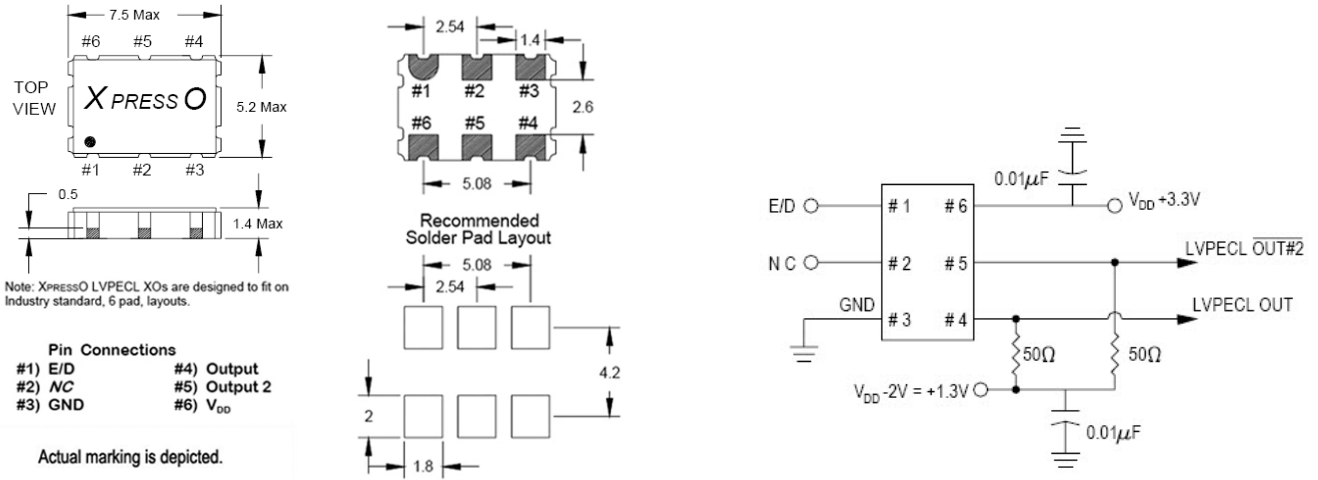 7.5 Max
#6 #5 #4
TOP
VIEW
XPRESSO
5.2 Max
#1 #2 #3
0.5
1.4 Max
Note: XPRESSO LVPECL XOs are designed to fit on
Industry standard, 6 pad, layouts.
Pin Connections
#1) E/D #4) Output
#2) NC #5) Output 2
#3) GND #6) VDD
Actual marking is depicted.
2.54
1.4
#1 #2 #3
2.6
#6 #5 #4
5.08
Recommended
Solder Pad Layout
5.08
2.54
4.2
2
1.8
0.01μF
E/D #1 #6 VDD +3.3V
NC #2 #5 LVPECL OUT#2
GND #3 #4 LVPECL OUT
50Ω 50Ω
VDD -2V = +1.3V
0.01μF